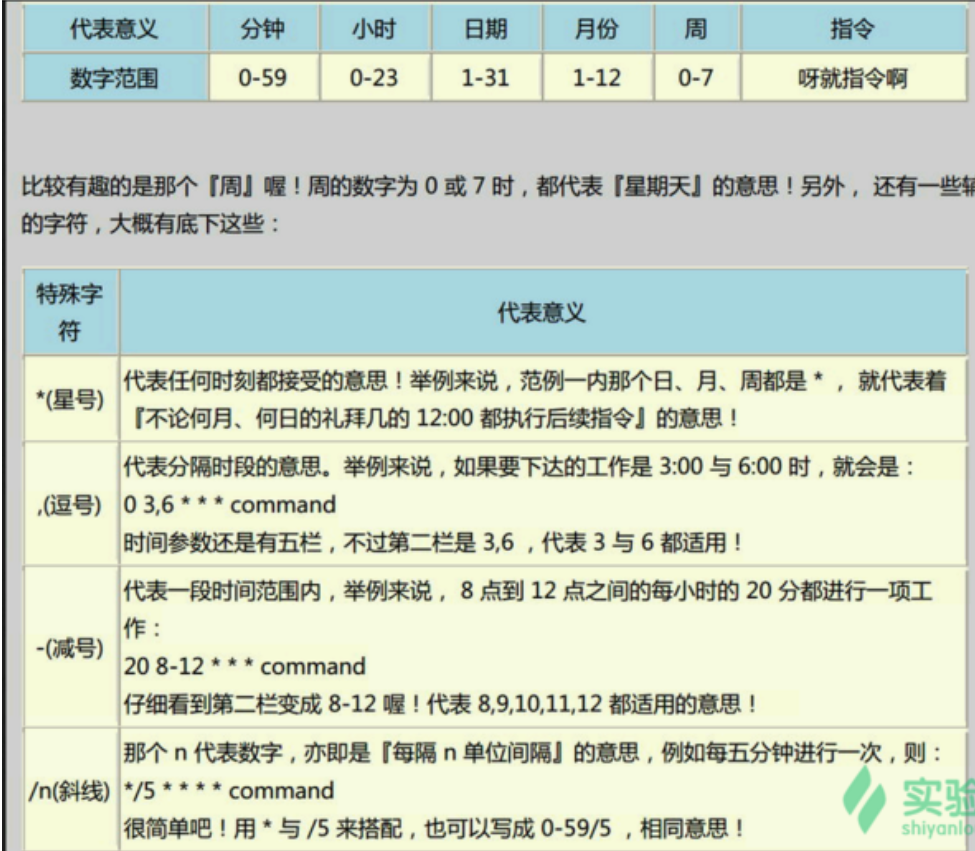 代表意义 分钟 小时 日期 月份 周 指令
数字范围 0-59 0-23 1-31 1-12 0-7 呀就指令啊
比较有趣的是那个『周』喔！周的数字为 0 或 7 时，都代表『星期天』的意思！另外， 还有一些辅
的字符，大概有底下这些：
特殊字
符
代表意义
*(星号)
代表任何时刻都接受的意思！举例来说，范例一内那个日、月、周都是 * ， 就代表着
『不论何月、何日的礼拜几的 12:00 都执行后续指令』的意思！
,(逗号)
代表分隔时段的意思。举例来说，如果要下达的工作是 3:00 与 6:00 时，就会是：
0 3,6 * * * command
时间参数还是有五栏，不过第二栏是 3,6 ，代表 3 与 6 都适用！
-(减号)
代表一段时间范围内，举例来说， 8 点到 12 点之间的每小时的 20 分都进行一项工
作：
20 8-12 * * * command
仔细看到第二栏变成 8-12 喔！代表 8,9,10,11,12 都适用的意思！
/n(斜线)
那个 n 代表数字，亦即是『每隔 n 单位间隔』的意思，例如每五分钟进行一次，则：
*/5 * * * * command
很简单吧！用 * 与 /5 来搭配，也可以写成 0-59/5 ，相同意思！
实验
shiyanlo